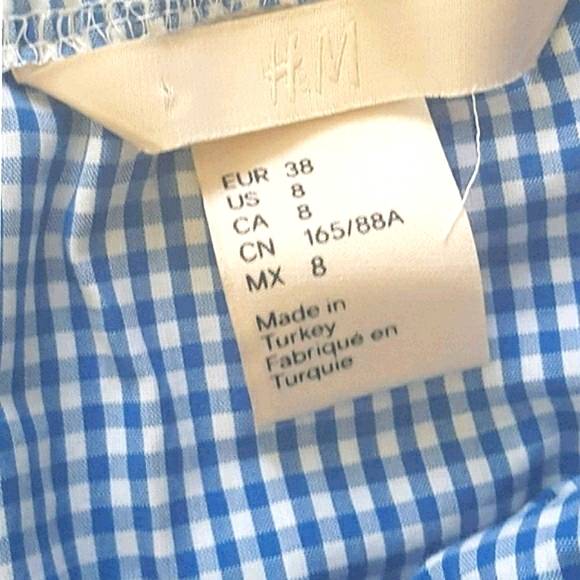 H&M
EUR 38
US 8
CA 8
CN 165/88A
MX 8
Made in
Turkey
Fabriqué en
Turquie